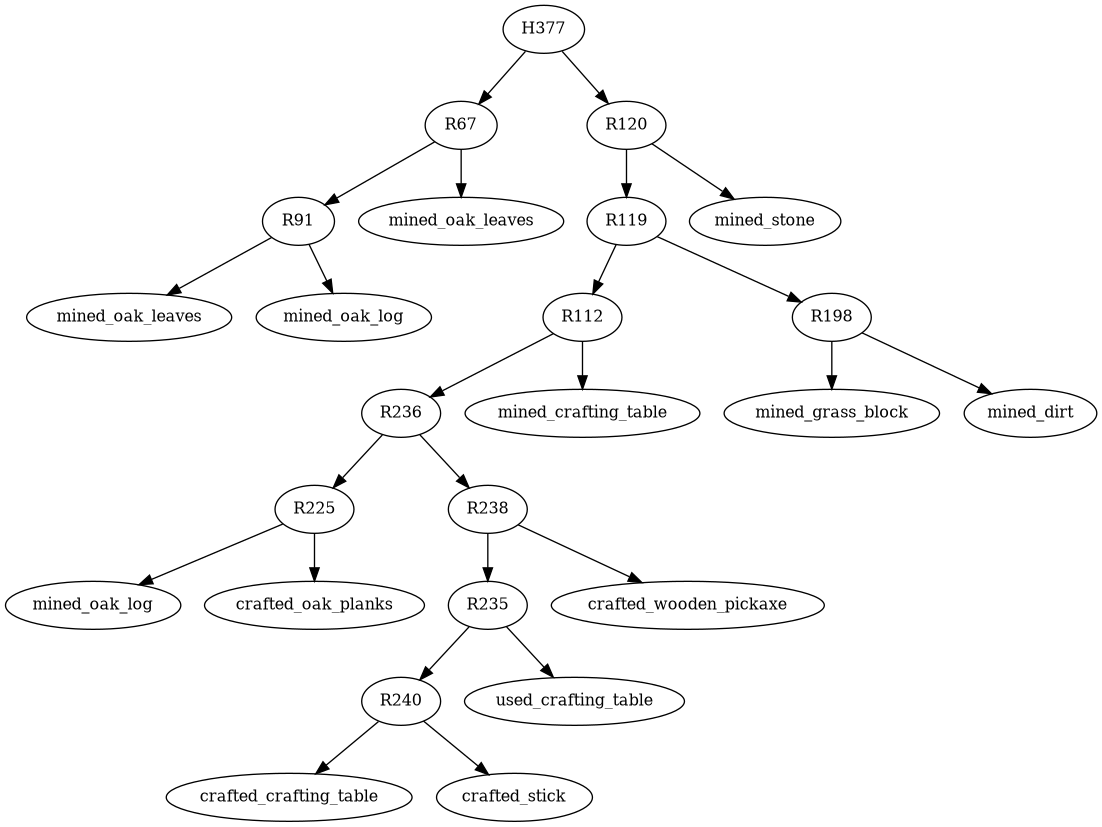 H377
R67
R120
R91
mined_oak_leaves
R119
mined_stone
mined_oak_leaves
mined_oak_log
R112
R198
R236
mined_crafting_table
mined_grass_block
mined_dirt
R225
R238
mined_oak_log
crafted_oak_planks
R235
crafted_wooden_pickaxe
R240
used_crafting_table
crafted_crafting_table
crafted_stick